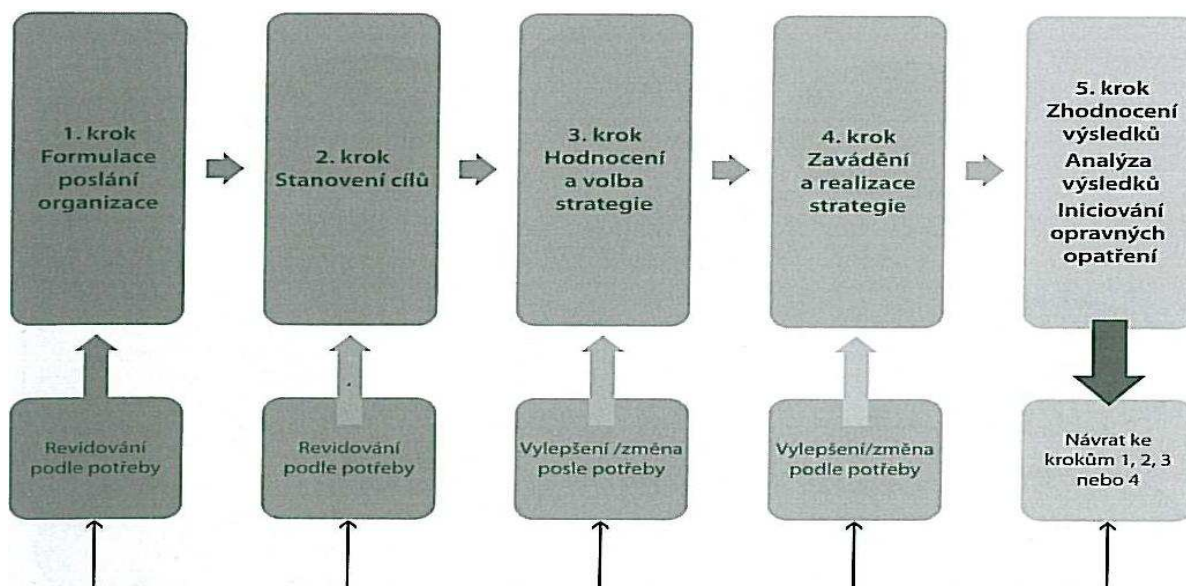 1. krok
Formulace
poslání
organizace
2. krok
Stanovení cílů
3. krok
Hodnocení
a volba
strategie
4. krok
Zavádění
a realizace
strategie
5. krok
Zhodnocení
výsledků
Analýza
výsledků
Iniciování
opravných
opatření
Revidování
podle potřeby
Revidování
podle potřeby
Vylepšení /změna
posle potřeby
Vylepšení/změna
podle potřeby
Návrat ke
krokům 1, 2, 3
nebo 4